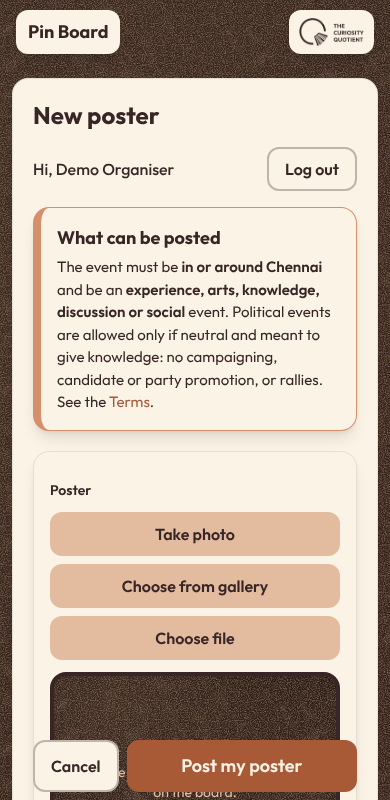 Pin Board
THE
CURIOSITY
QUOTIENT
New poster
Hi, Demo Organiser
Log out
What can be posted
The event must be in or around Chennai
and be an experience, arts, knowledge,
discussion or social event. Political events
are allowed only if neutral and meant to
give knowledge: no campaigning,
candidate or party promotion, or rallies.
See the Terms.
Poster
Take photo
Choose from gallery
Choose file
Cancel
Post my poster
on the board.